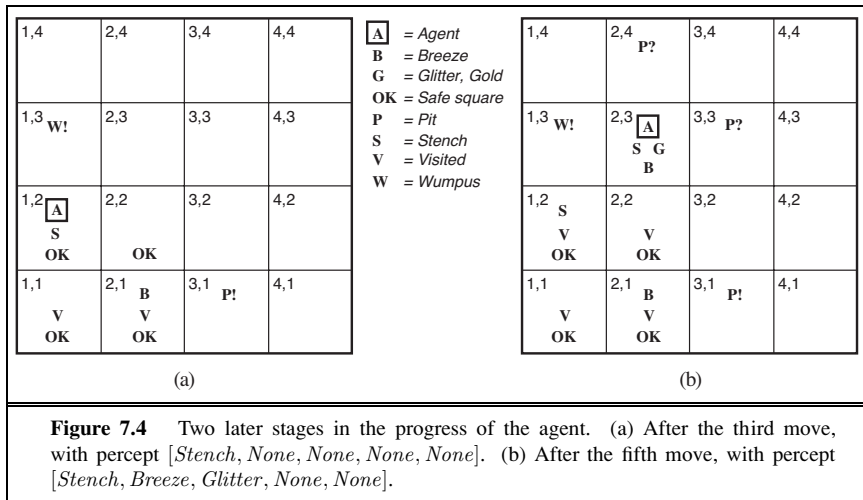 1,4 2,4 3,4 4,4
1,3 W! 2,3 3,3 4,3
1,2 A 2,2 3,2 4,2
S
OK OK
1,1 2,1 B 3,1 P! 4,1
V V
OK OK
(a)
A = Agent
B = Breeze
G = Glitter, Gold
OK = Safe square
P = Pit
S = Stench
V = Visited
W = Wumpus
1,4 2,4 P? 3,4 4,4
1,3 W! 2,3 A 3,3 P? 4,3
S G
B
1,2 S 2,2 3,2 4,2
V V
OK OK
1,1 2,1 B 3,1 P! 4,1
V V
OK OK
(b)
Figure 7.4 Two later stages in the progress of the agent. (a) After the third move,
with percept [Stench, None, None, None, None]. (b) After the fifth move, with percept
[Stench, Breeze, Glitter, None, None].